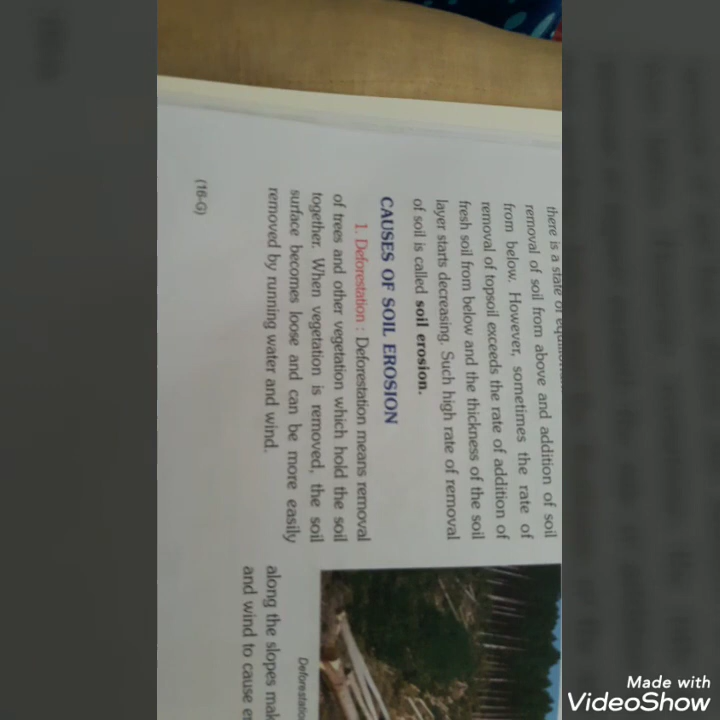 there is a state of
removal of soil from above and addition of soil
from below. However, sometimes the rate of
removal of topsoil exceeds the rate of addition of
fresh soil from below and the thickness of the soil
layer starts decreasing. Such high rate of removal
of soil is called soil erosion.
CAUSES OF SOIL EROSION
1. Deforestation : Deforestation means removal
of trees and other vegetation which hold the soil
together. When vegetation is removed, the soil
surface becomes loose and can be more easily
removed by running water and wind.
(16-G)
Deforestation
along the slopes
and wind to cause
Made with
VideoShow